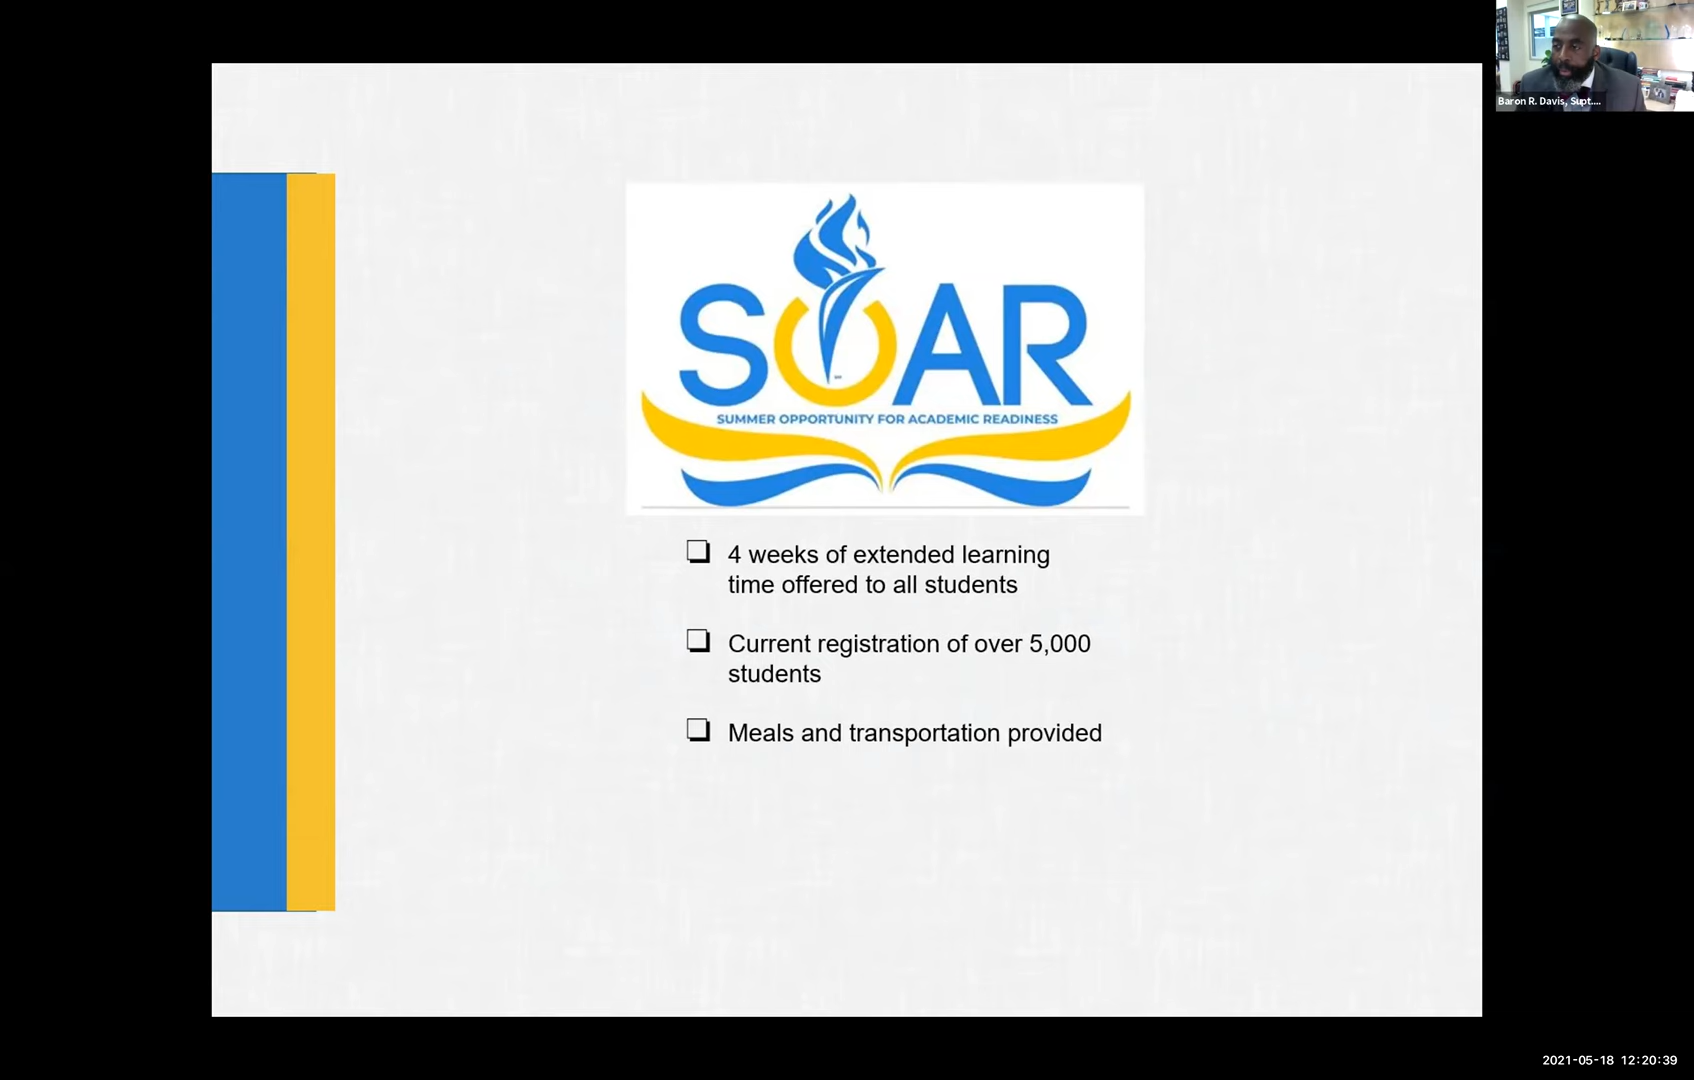 Baron R. Davis, Supt....
SOAR
SUMMER OPPORTUNITY FOR ACADEMIC READINESS
4 weeks of extended learning
time offered to all students
Current registration of over 5,000
students
Meals and transportation provided
2021-05-18 12:20:39